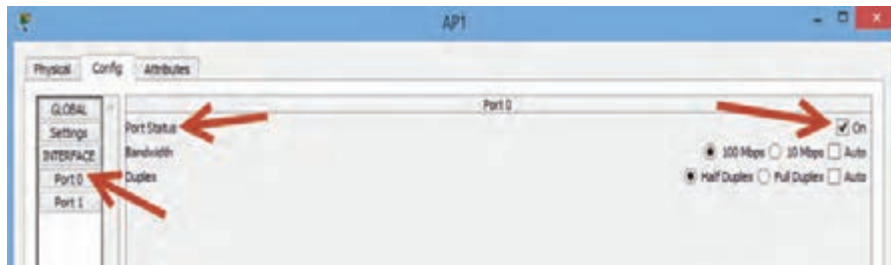 AP1
Physical Config Attributes
GLOBAL
Settings
INTERFACE
Port 0
Port 1
Port 0
Port Status On
Bandwidth 100 Mbps 10 Mbps Auto
Duplex Half Duplex Full Duplex Auto